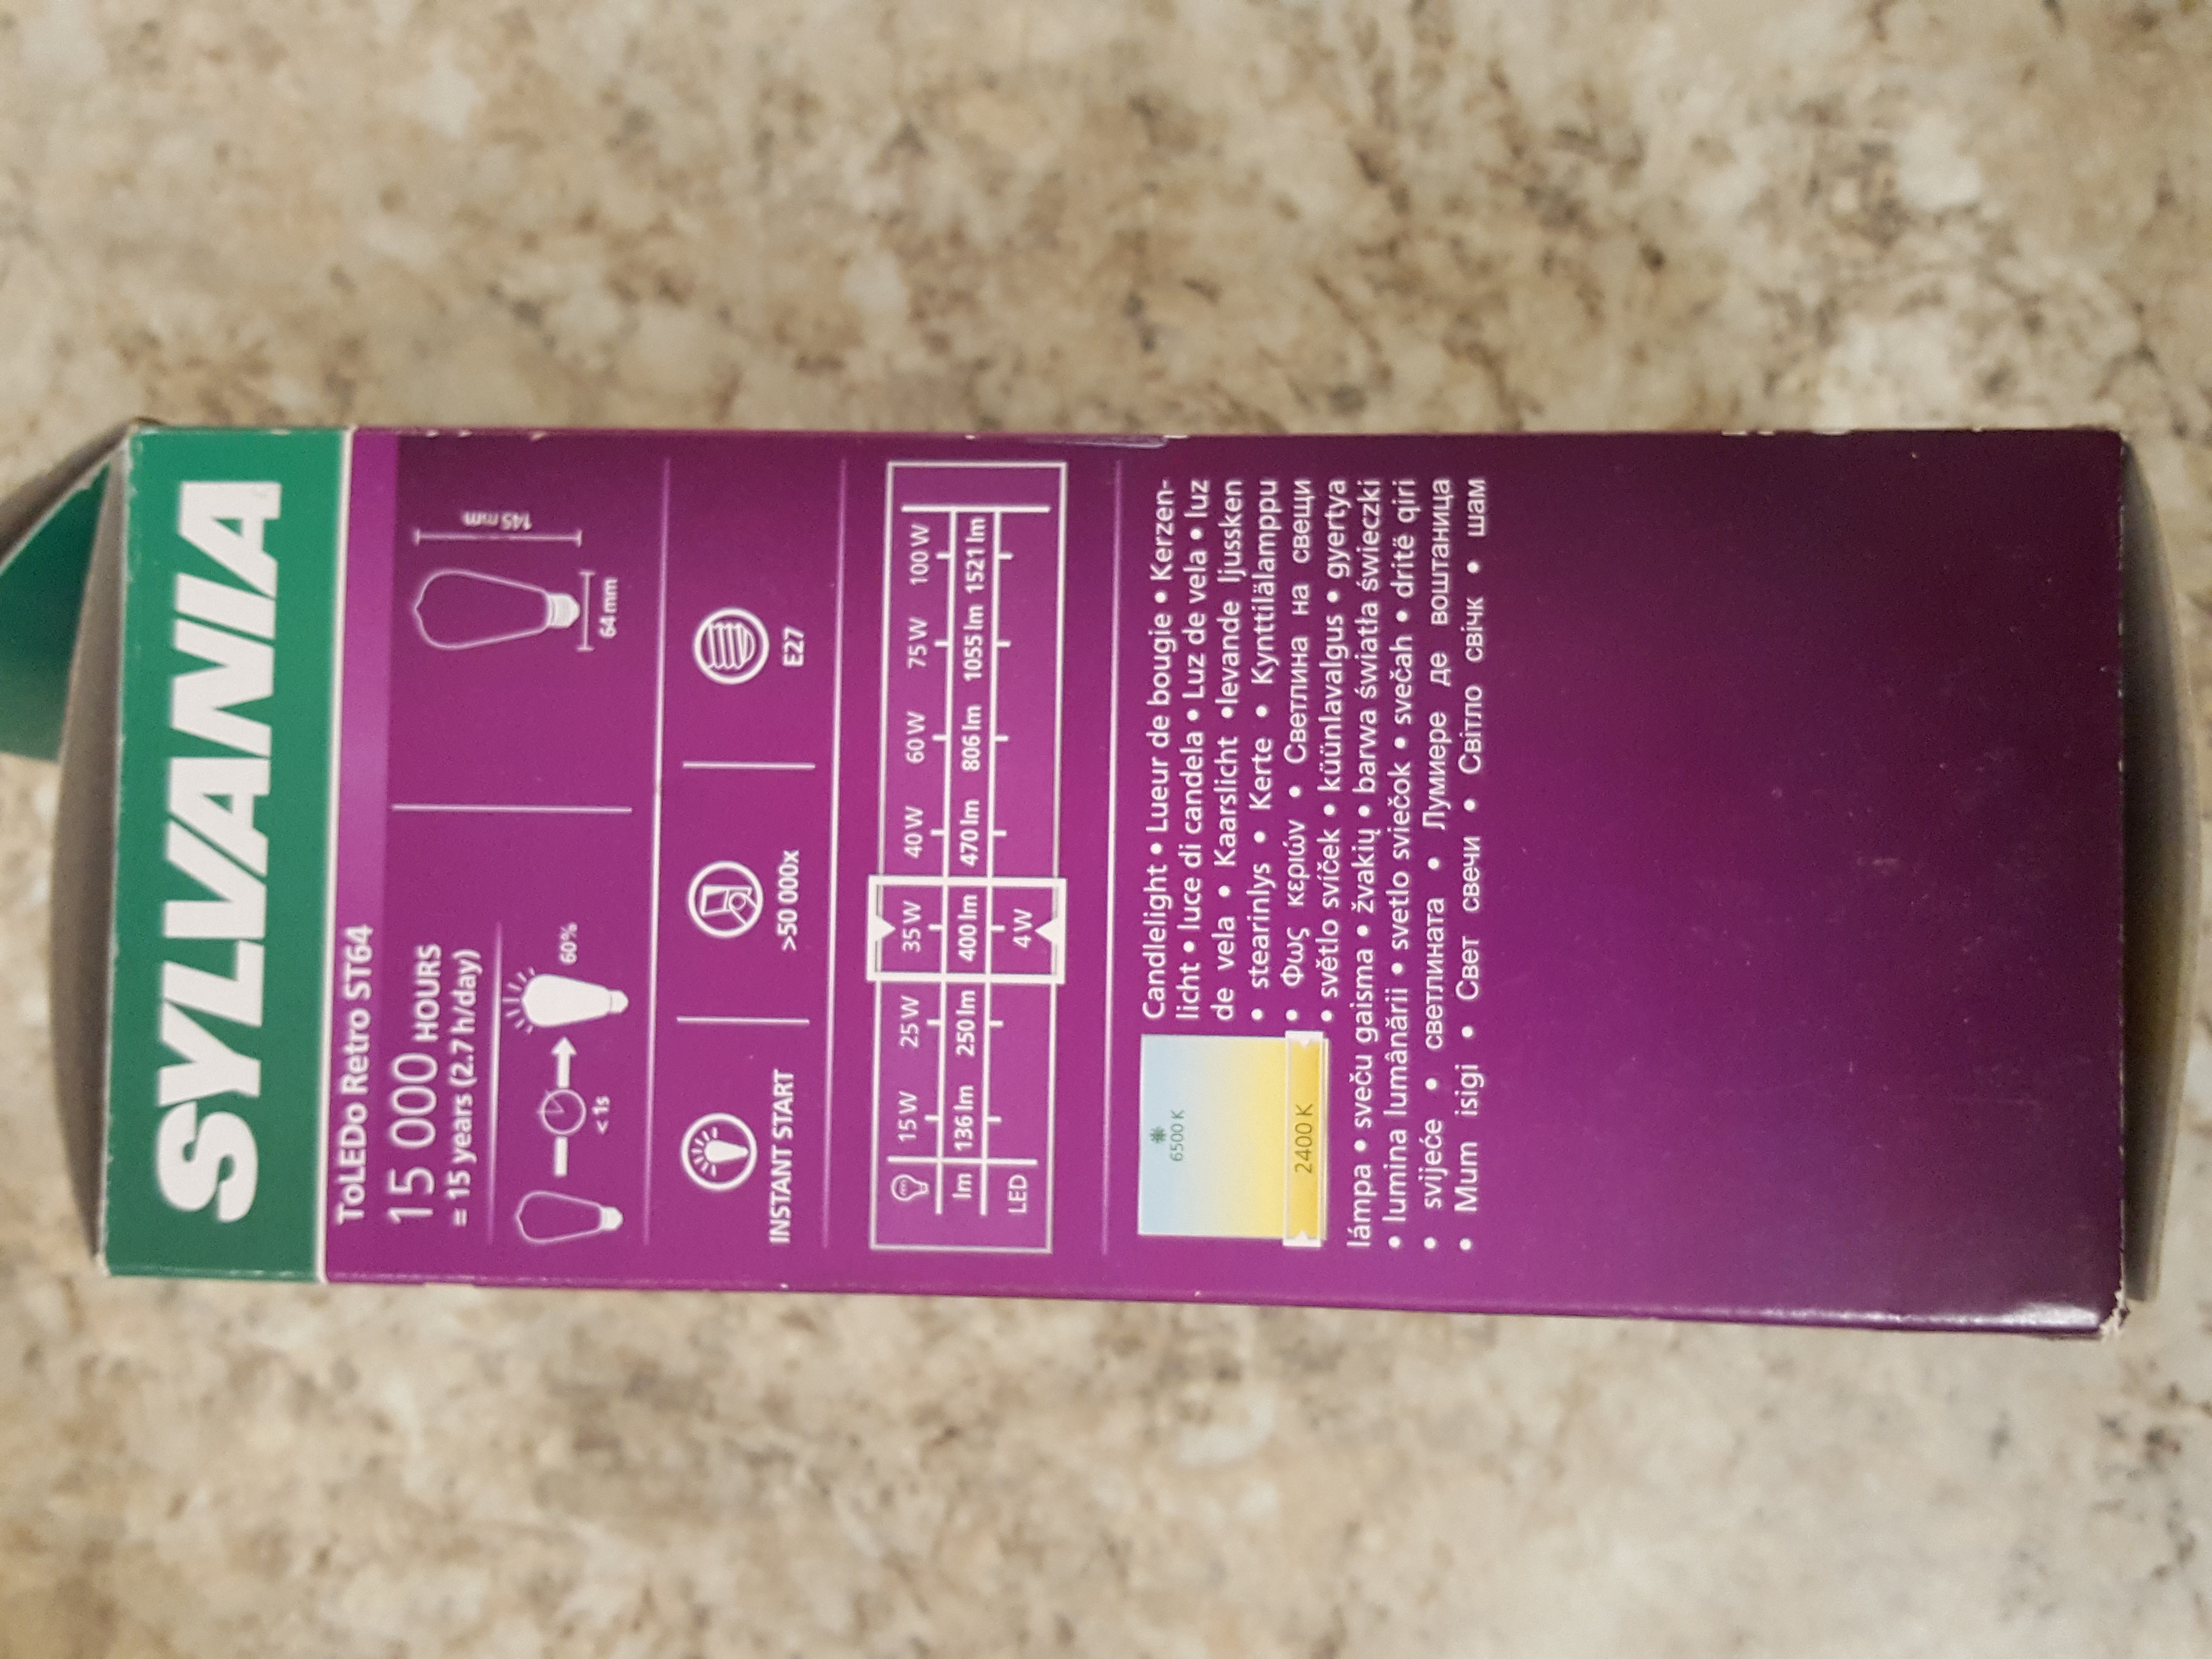 SYLVANIA
ToLEDo Retro ST64
15 000 HOURS
= 15 years (2.7 h/day)
145 mm
64 mm
< 1s
60%
INSTANT START
>50 000x
E27
15 W 25 W 35 W 40 W 60 W 75 W 100 W
lm 136 lm 250 lm 400 lm 470 lm 806 lm 1055 lm 1521 lm
LED 4 W
6500 K
2400 K
Candlelight • Lueur de bougie • Kerzen-
licht • luce di candela • Luz de vela • luz
de vela • Kaarslicht •levande ljussken
• stearinlys • Kerte • Kynttilälamppu
• Φως κεριών • Светлина на свещи
• světlo svíček • küünlavalgus • gyertya
lámpa • sveču gaisma • žvakių • barwa światła świeczki
• lumina lumânării • svetlo sviečok • svečah • dritë qiri
• svijeće • светлината • Лумиере де воштаница
• Mum isigi • Свет свечи • Світло свічк • шам